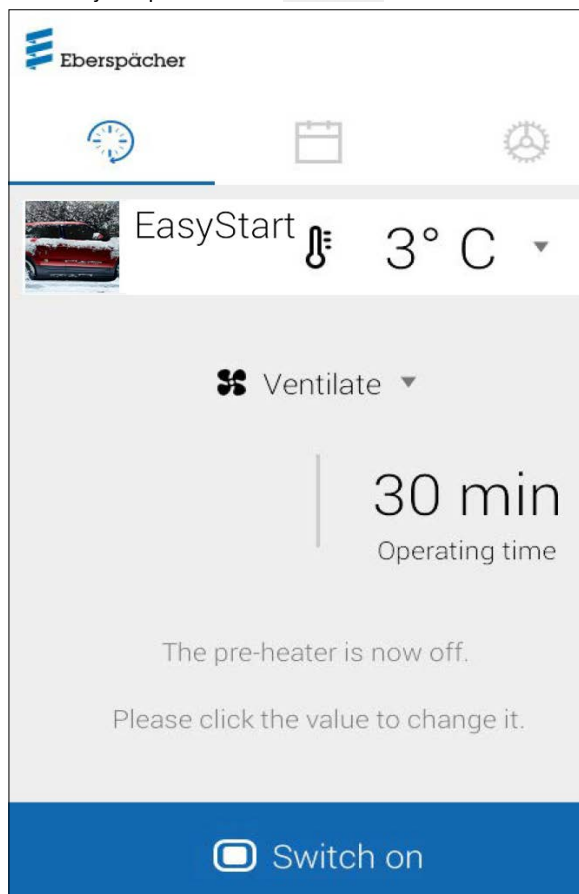 Eberspächer
EasyStart 3° C
Ventilate
30 min
Operating time
The pre-heater is now off.
Please click the value to change it.
Switch on